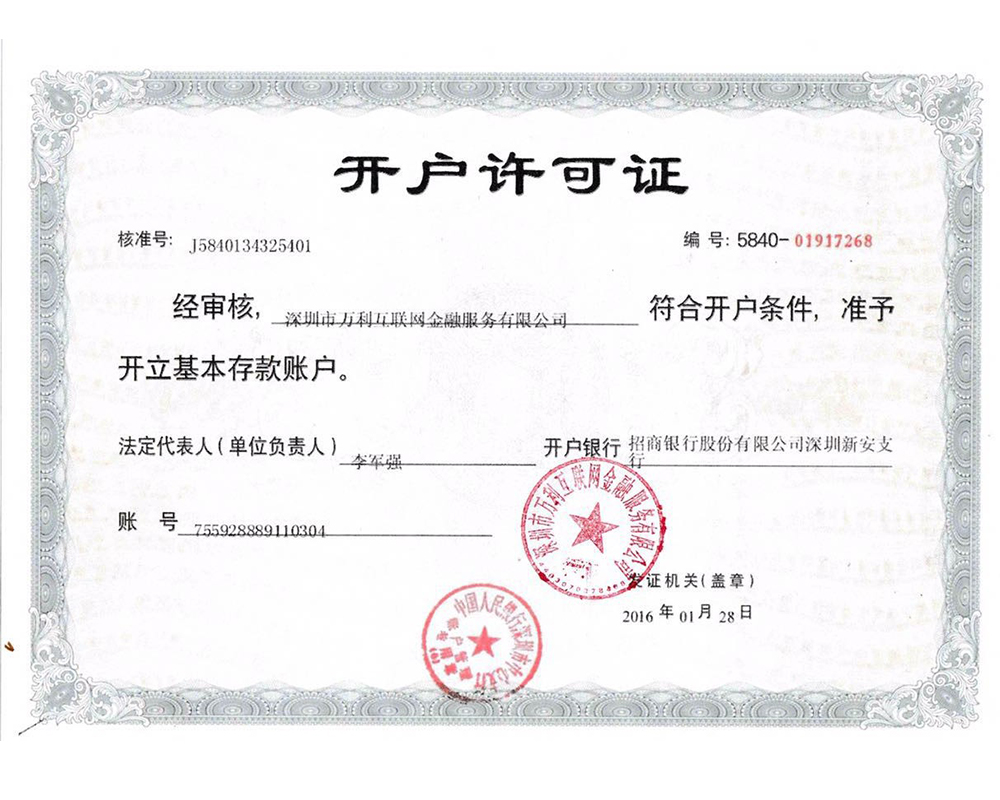 开户许可证
核准号: J5840134325401 编 号: 5840-01917268
经审核, 深圳市万利互联网金融服务有限公司 符合开户条件, 准予
开立基本存款账户。
法定代表人(单位负责人) 李军强 开户银行 招商银行股份有限公司深圳新安支
行
账 号 755928889110304
深圳市万利互联网金融服务有限公司
发证机关(盖章)
2016 年 01 月 28 日
中国人民银行深圳市中心支行